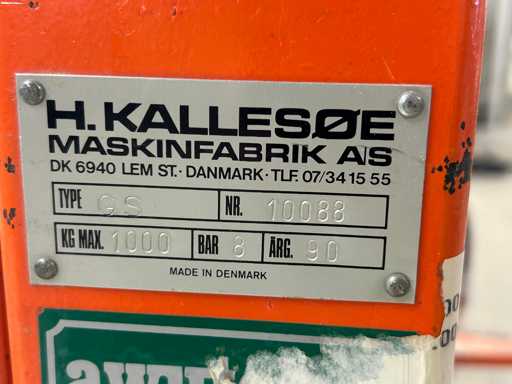 H. KALLESØE
MASKINFABRIK A/S
DK 6940 LEM ST. · DANMARK · TLF. 07/34 15 55
TYPE GS NR. 10088
KG MAX. 1000 BAR 8 ÅRG. 90
MADE IN DENMARK